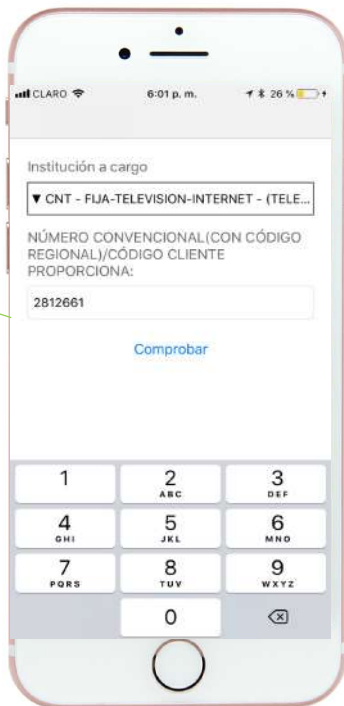 CLARO 6:01 p. m. 26 %
Institución a cargo
▼ CNT - FIJA-TELEVISION-INTERNET - (TELE...
NÚMERO CONVENCIONAL(CON CÓDIGO
REGIONAL)/CÓDIGO CLIENTE
PROPORCIONA:
2812661
Comprobar
1 2 3
ABC DEF
4 5 6
GHI JKL MNO
7 8 9
PQRS TUV WXYZ
0